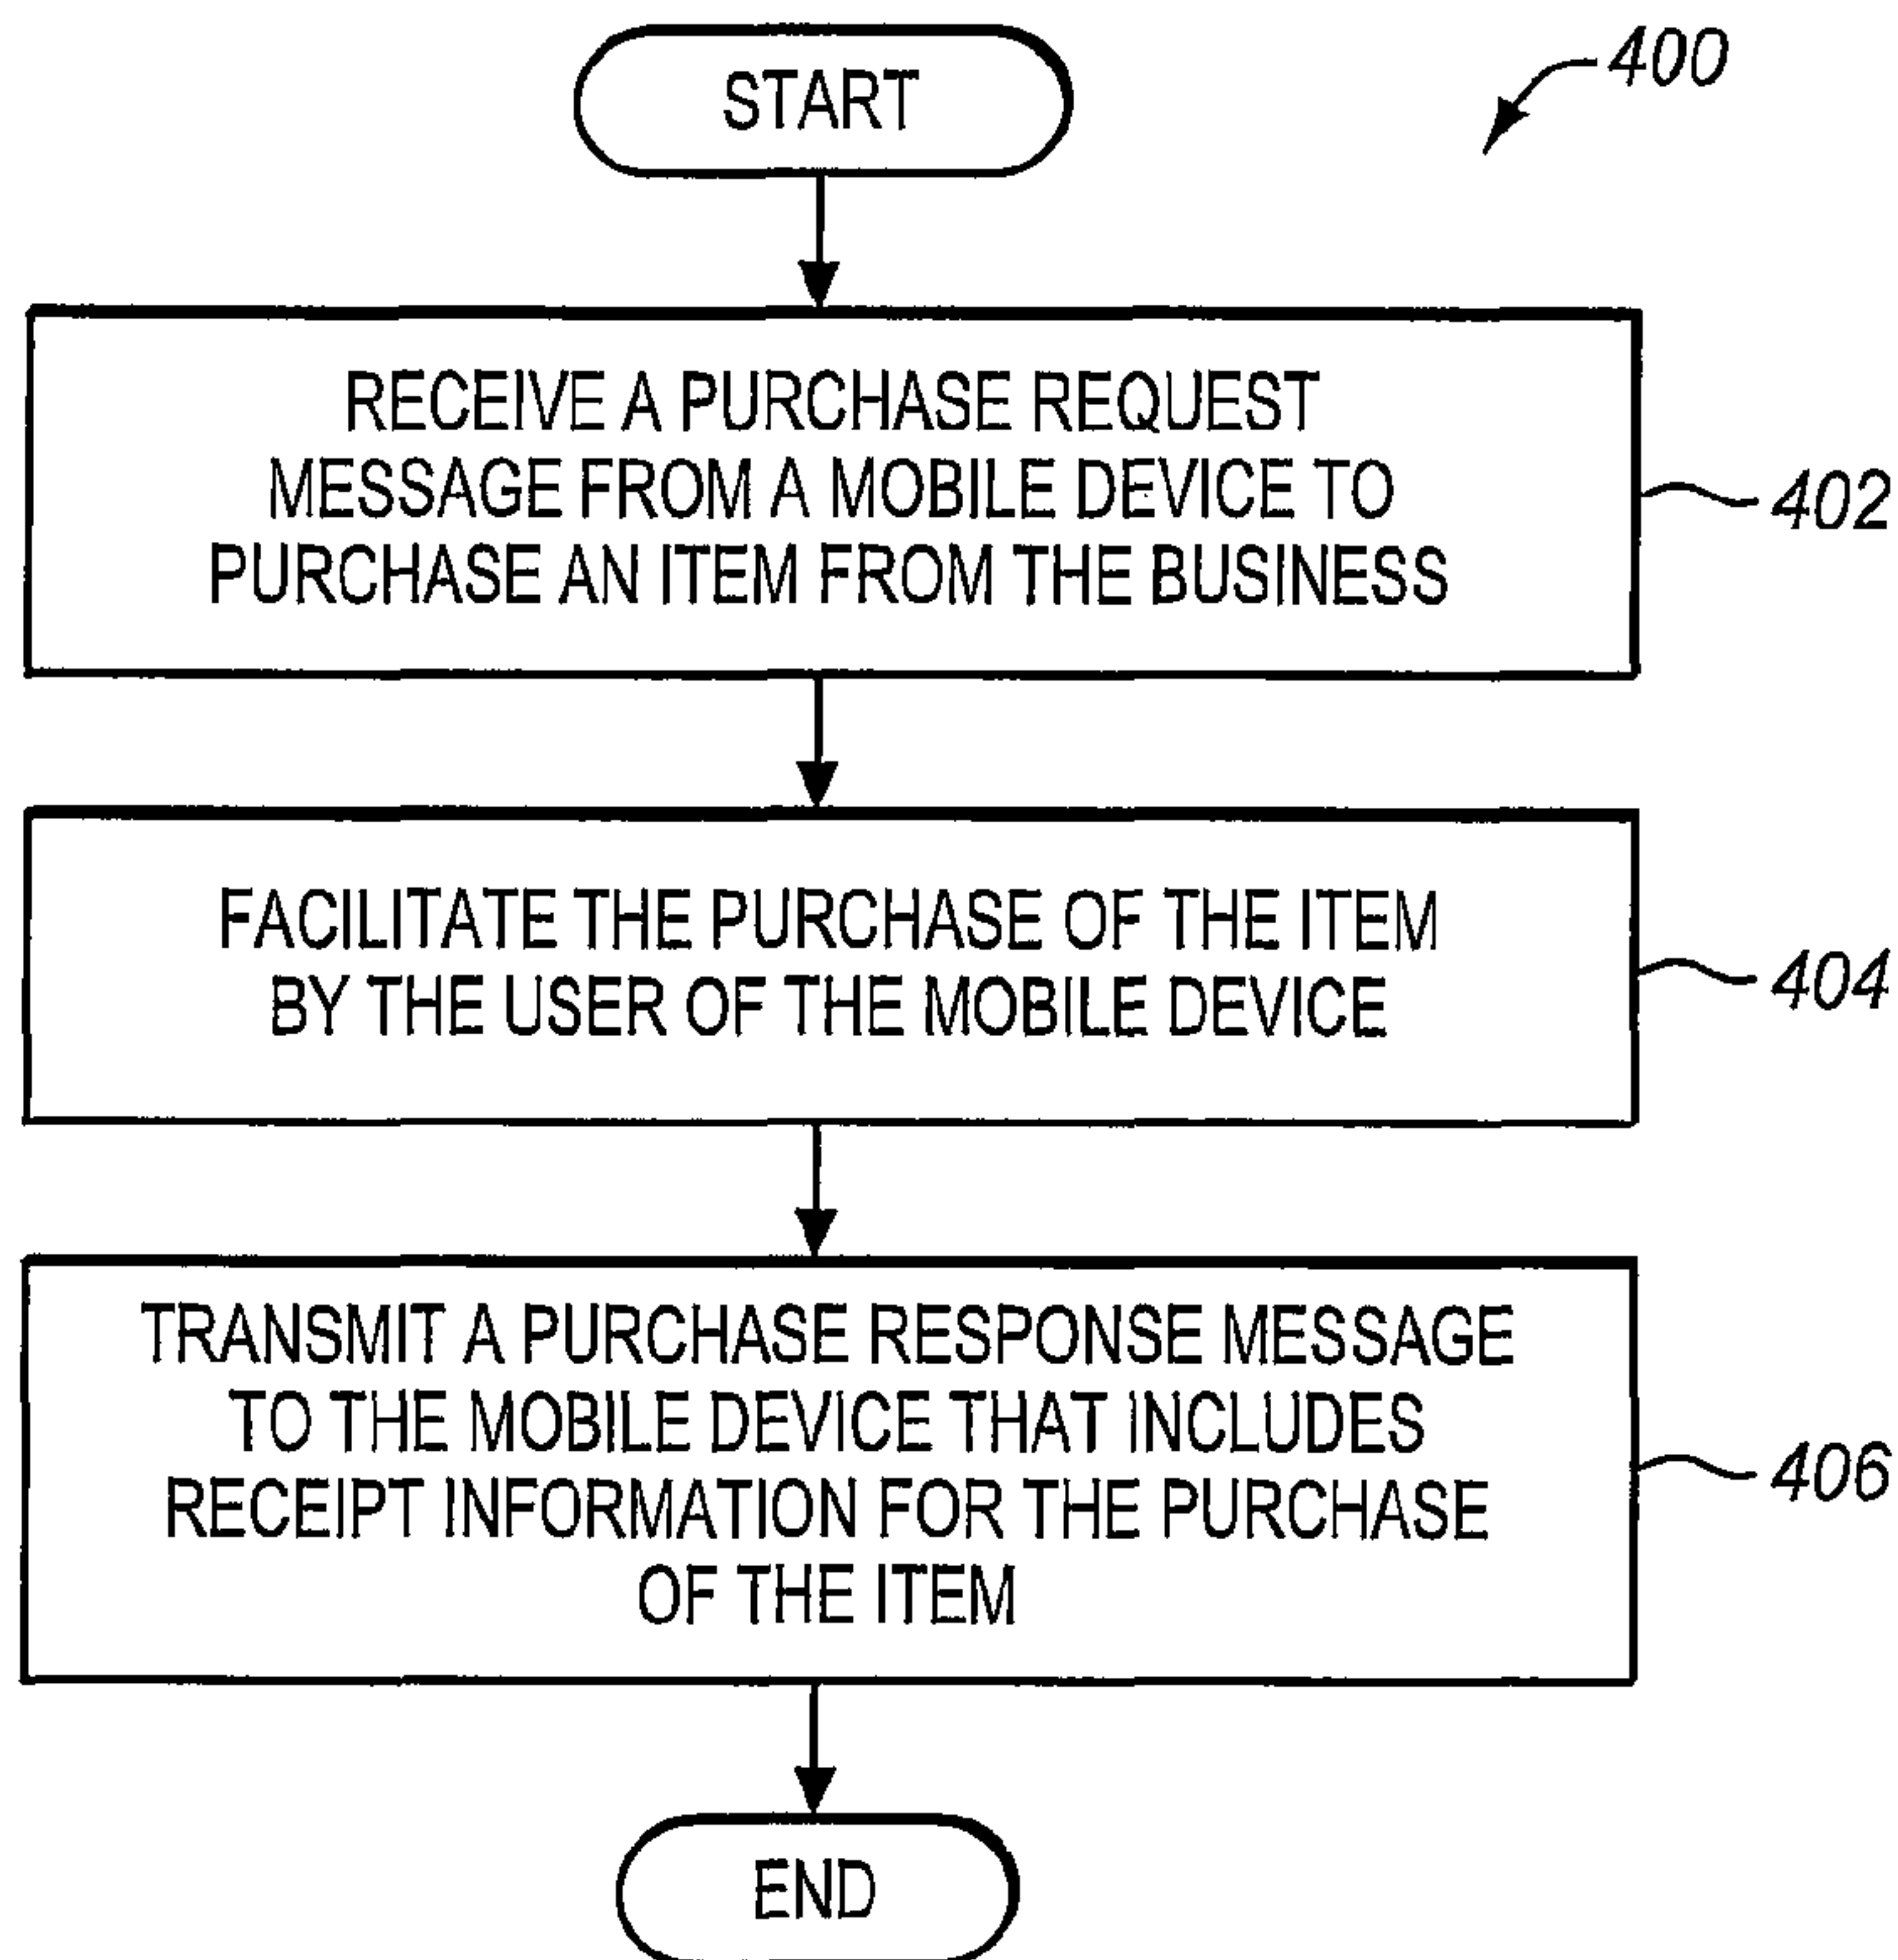 START
400
RECEIVE A PURCHASE REQUEST
MESSAGE FROM A MOBILE DEVICE TO
PURCHASE AN ITEM FROM THE BUSINESS
402
FACILITATE THE PURCHASE OF THE ITEM
BY THE USER OF THE MOBILE DEVICE
404
TRANSMIT A PURCHASE RESPONSE MESSAGE
TO THE MOBILE DEVICE THAT INCLUDES
RECEIPT INFORMATION FOR THE PURCHASE
OF THE ITEM
406
END